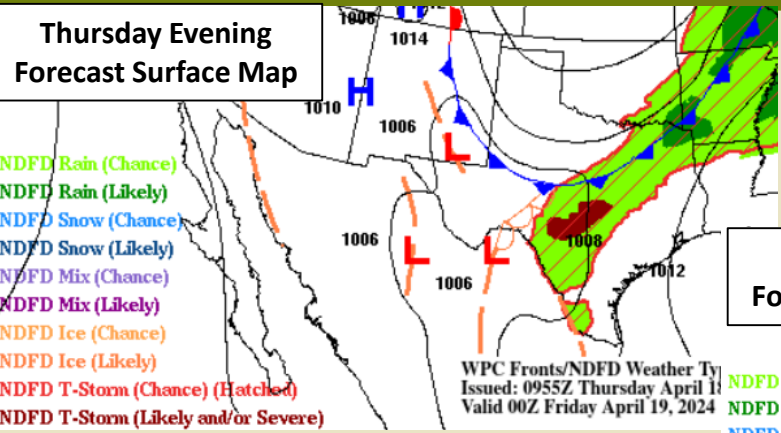 Thursday Evening
Forecast Surface Map
1008
1014
H
1010
1006
L
NDFD Rain (Chance)
NDFD Rain (Likely)
NDFD Snow (Chance)
NDFD Snow (Likely)
NDFD Mix (Chance)
NDFD Mix (Likely)
NDFD Ice (Chance)
NDFD Ice (Likely)
NDFD T-Storm (Chance) (Hatched)
NDFD T-Storm (Likely and/or Severe)
1006
L
1006
L
1008
1012
Fo
WPC Fronts/NDFD Weather Ty
Issued: 0955Z Thursday April 18
Valid 00Z Friday April 19, 2024
NDFD
NDFD